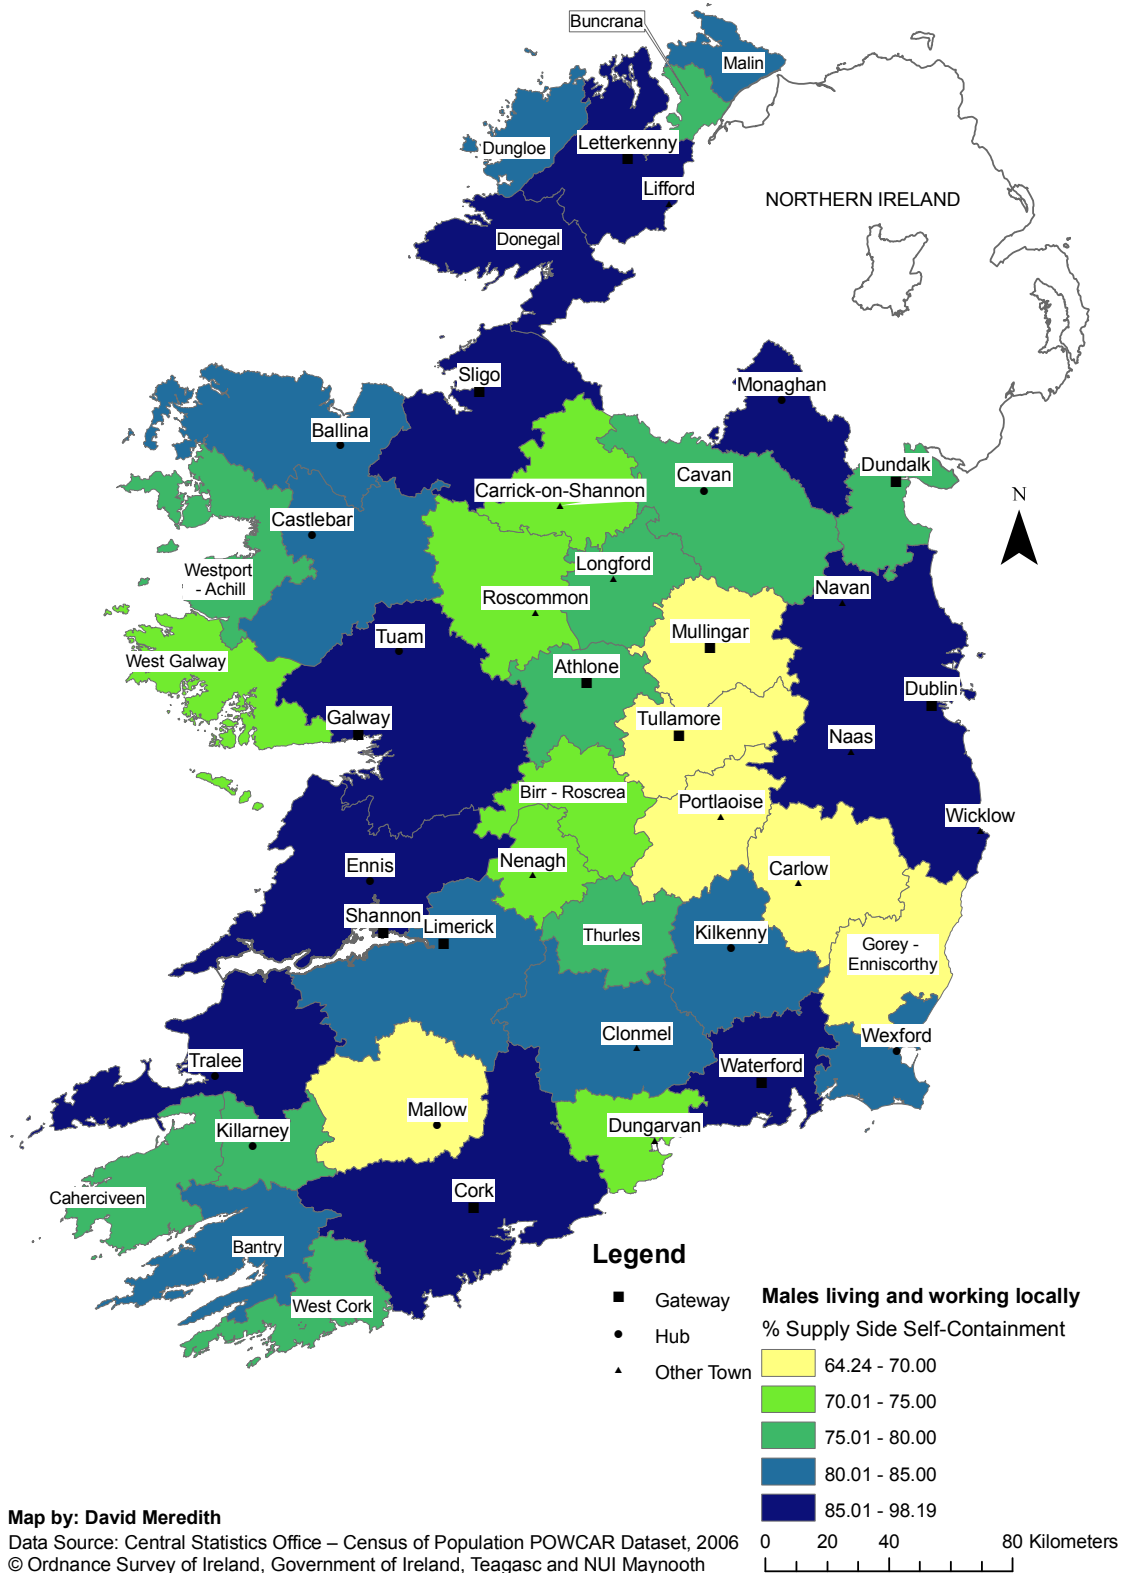 Buncrana
Malin
Dungloe
Letterkenny
Lifford
NORTHERN IRELAND
Donegal
Sligo
Monaghan
Ballina
Dundalk
Cavan
Carrick-on-Shannon
N
Castlebar
Longford
Westport
- Achill
Navan
Roscommon
Mullingar
Tuam
West Galway
Athlone
Dublin
Galway
Tullamore
Naas
Birr - Roscrea
Portlaoise
Wicklow
Nenagh
Ennis
Carlow
Shannon
Limerick
Thurles
Kilkenny
Gorey -
Enniscorthy
Clonmel
Wexford
Tralee
Waterford
Mallow
Dungarvan
Killarney
Caherciveen
Cork
Bantry
West Cork
Legend
Gateway
Hub
Other Town
Males living and working locally
% Supply Side Self-Containment
64.24 - 70.00
70.01 - 75.00
75.01 - 80.00
80.01 - 85.00
85.01 - 98.19
Map by: David Meredith
Data Source: Central Statistics Office – Census of Population POWCAR Dataset, 2006
© Ordnance Survey of Ireland, Government of Ireland, Teagasc and NUI Maynooth
0 20 40 80 Kilometers